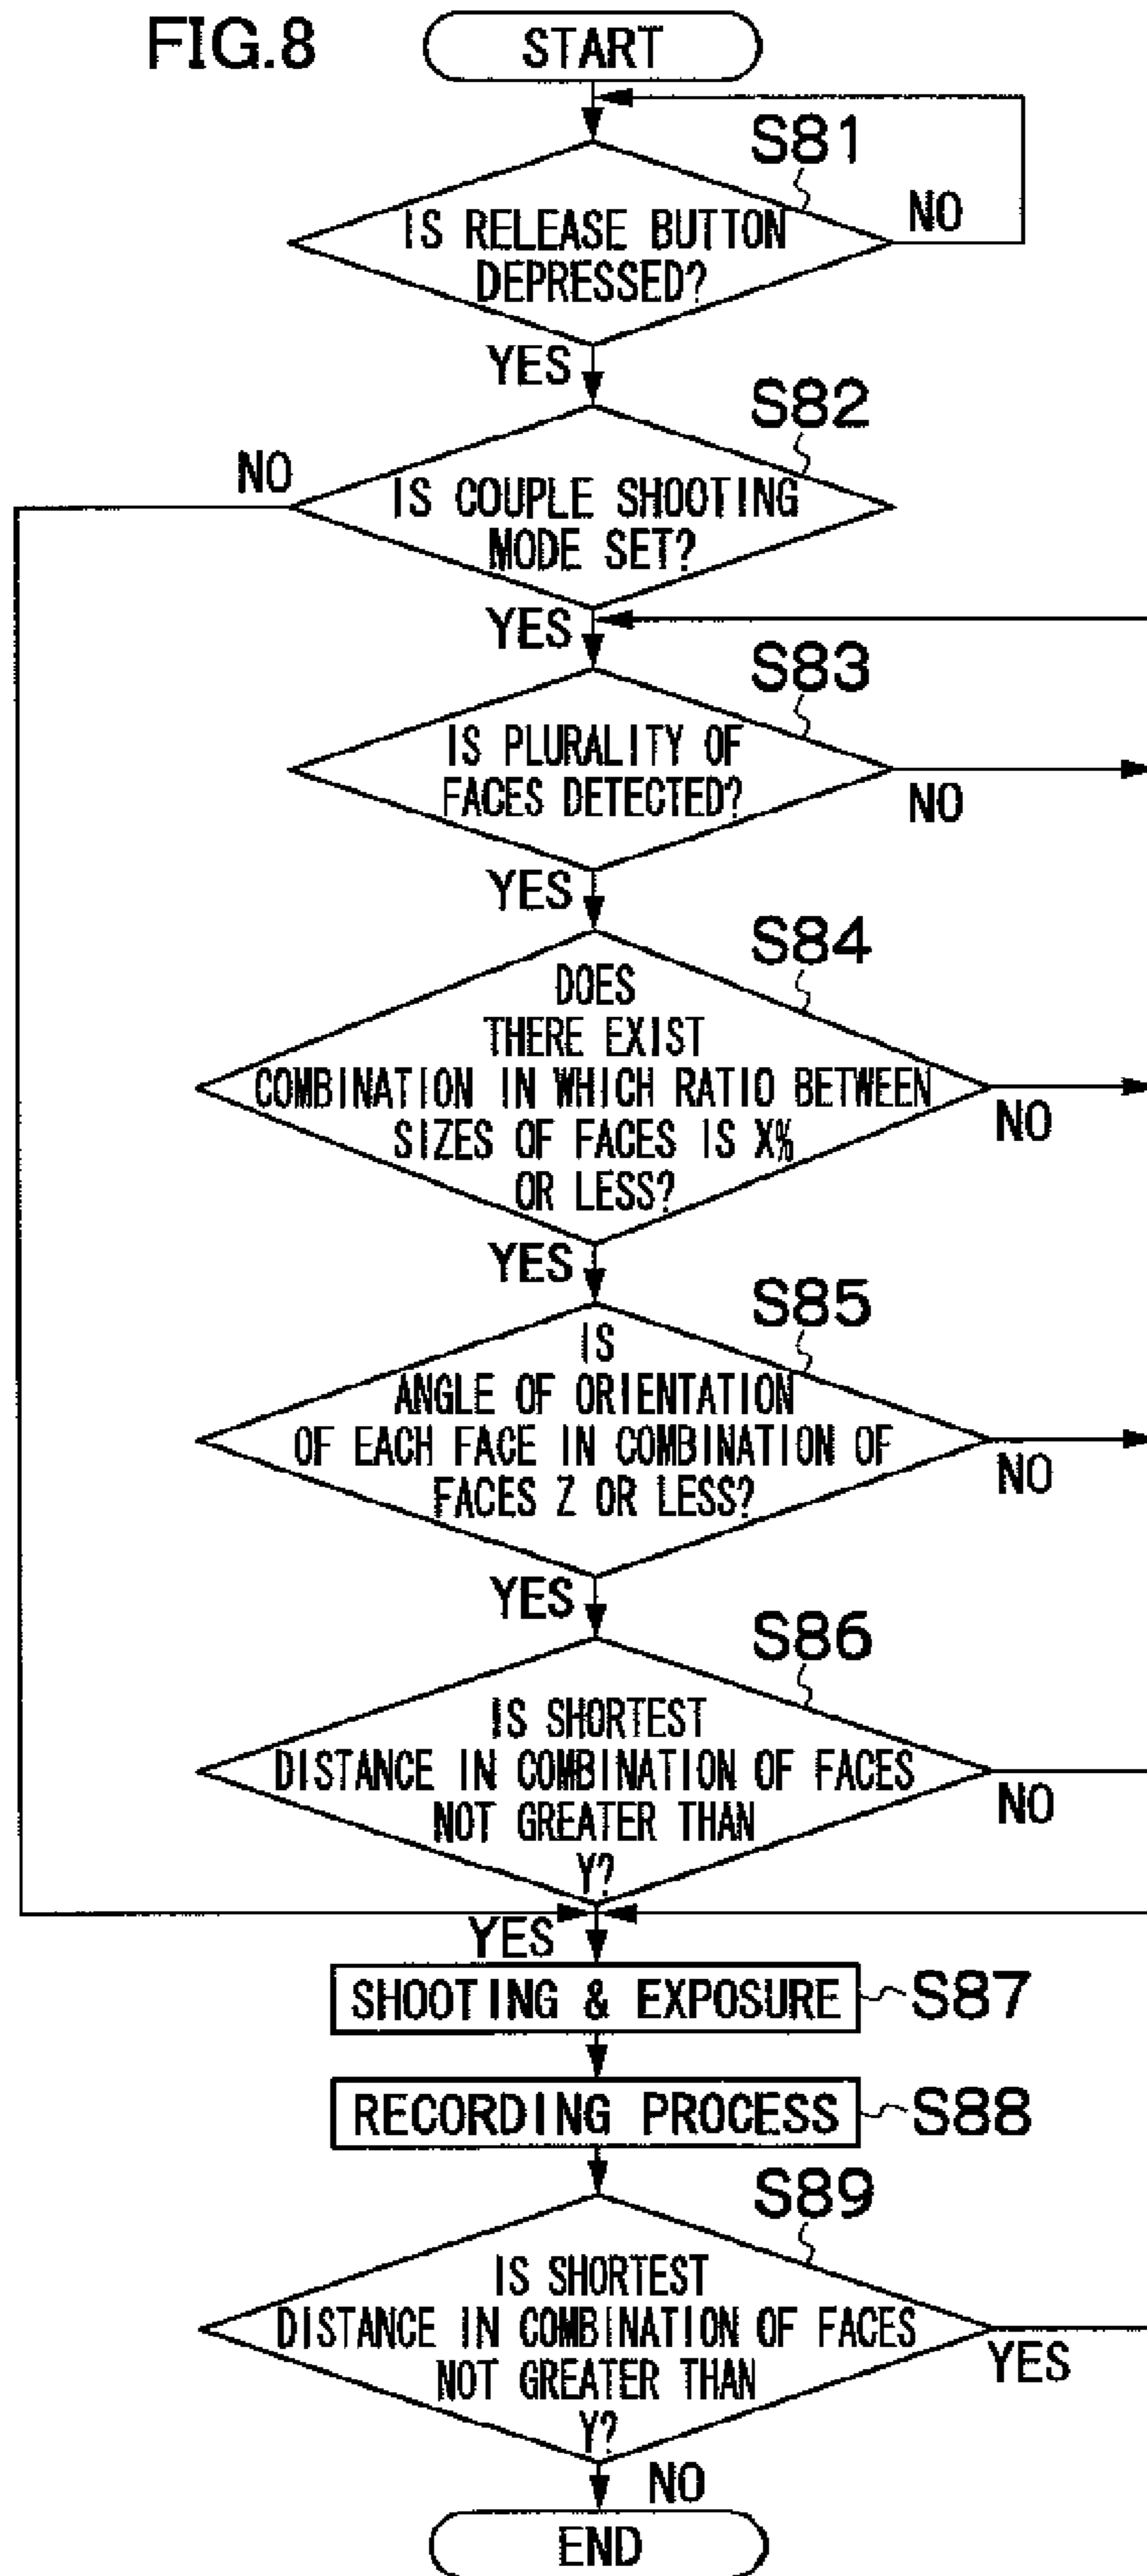 FIG.8
START
S81
IS RELEASE BUTTON
DEPRESSED?
NO
YES
S82
NO
IS COUPLE SHOOTING
MODE SET?
YES
S83
IS PLURALITY OF
FACES DETECTED?
NO
YES
S84
DOES
THERE EXIST
COMBINATION IN WHICH RATIO BETWEEN
SIZES OF FACES IS X%
OR LESS?
NO
YES
S85
IS
ANGLE OF ORIENTATION
OF EACH FACE IN COMBINATION OF
FACES Z OR LESS?
NO
YES
S86
IS SHORTEST
DISTANCE IN COMBINATION OF FACES
NOT GREATER THAN
Y?
NO
YES
SHOOTING & EXPOSURE
S87
RECORDING PROCESS
S88
S89
IS SHORTEST
DISTANCE IN COMBINATION OF FACES
NOT GREATER THAN
Y?
YES
NO
END